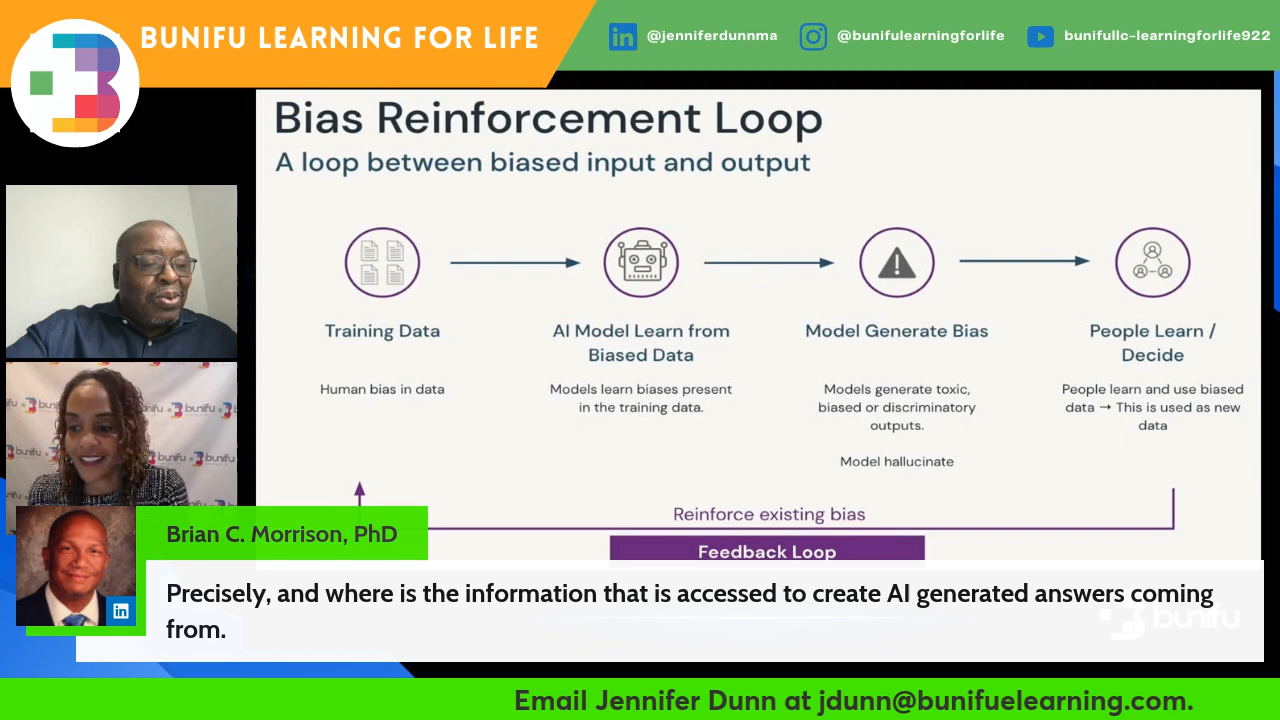 BUNIFU LEARNING FOR LIFE
@jenniferdunnma
@bunifulearningforlife
bunifullc-learningforlife922
Bias Reinforcement Loop
A loop between biased input and output
Training Data
Human bias in data
AI Model Learn from
Biased Data
Models learn biases present
in the training data.
Model Generate Bias
Models generate toxic,
biased or discriminatory
outputs.
Model hallucinate
People Learn /
Decide
People learn and use biased
data → This is used as new
data
Reinforce existing bias
Feedback Loop
bunifu
bunifu
bunifu
bunifu
Brian C. Morrison, PhD
in
Precisely, and where is the information that is accessed to create AI generated answers coming
from.
bunifu
Email Jennifer Dunn at jdunn@bunifuelearning.com.